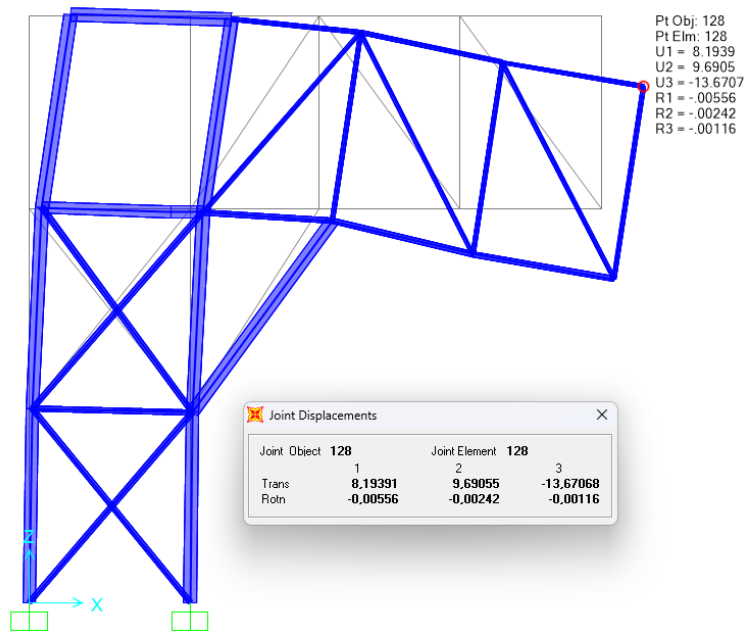 Pt Obj: 128
Pt Elm: 128
U1 = 8.1939
U2 = 9.6905
U3 = -13.6707
R1 = -.00556
R2 = -.00242
R3 = -.00116
Joint Displacements
Joint Object 128 Joint Element 128
1 2 3
Trans 8,19391 9,69055 -13,67068
Rotn -0,00556 -0,00242 -0,00116
Z
X